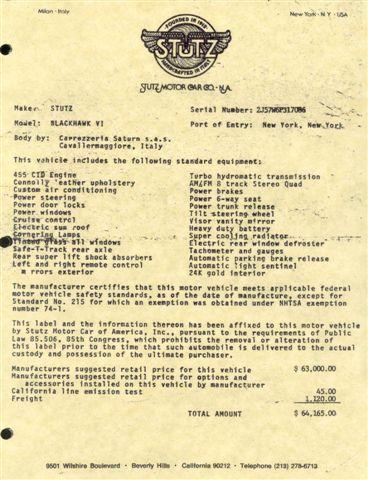 Milan · Italy
New York · N Y · USA
FOUNDED IN 1911
STUTZ
HANDCRAFTED IN ITALY
STUTZ MOTOR CAR CO. · N.A.
Make: STUTZ
Serial Number: 2J57W6P317086
Model: BLACKHAWK VI
Port of Entry: New York, New York
Body by: Carrozzeria Saturn s.a.s.
Cavallermaggiore, Italy
This vehicle includes the following standard equipment:
455 CID Engine
Turbo hydromatic transmission
Connolly leather upholstery
AM&FM 8 track Stereo Quad
Custom air conditioning
Power brakes
Power steering
Power 6-way seat
Power door locks
Power trunk release
Power windows
Tilt steering wheel
Cruise control
Visor vanity mirror
Electric sun roof
Heavy duty battery
Cornering Lamps
Super cooling radiator
Tinted glass all windows
Electric rear window defroster
Safe-T-Track rear axle
Tachometer and gauges
Rear super lift shock absorbers
Automatic parking brake release
Left and right remote control
Automatic light sentinel
m rrors exterior
24K gold interior
The manufacturer certifies that this motor vehicle meets applicable federal
motor vehicle safety standards, as of the date of manufacture, except for
Standard No. 215 for which an exemption was obtained under NHTSA exemption
number 74-1.
This label and the information thereon has been affixed to this motor vehicle
by Stutz Motor Car of America, Inc., pursuant to the requirements of Public
Law 85.506, 85th Congress, which prohibits the removal or alteration of
this label prior to the time that such automobile is delivered to the actual
custody and possession of the ultimate purchaser.
Manufacturers suggested retail price for this vehicle $ 63,000.00
Manufacturers suggested retail price for options and
accessories installed on this vehicle by manufacturer
California line emission test 45.00
Freight 1,120.00
TOTAL AMOUNT $ 64,165.00
9501 Wilshire Boulevard · Beverly Hills · California 90212 · Telephone (213) 278-6713